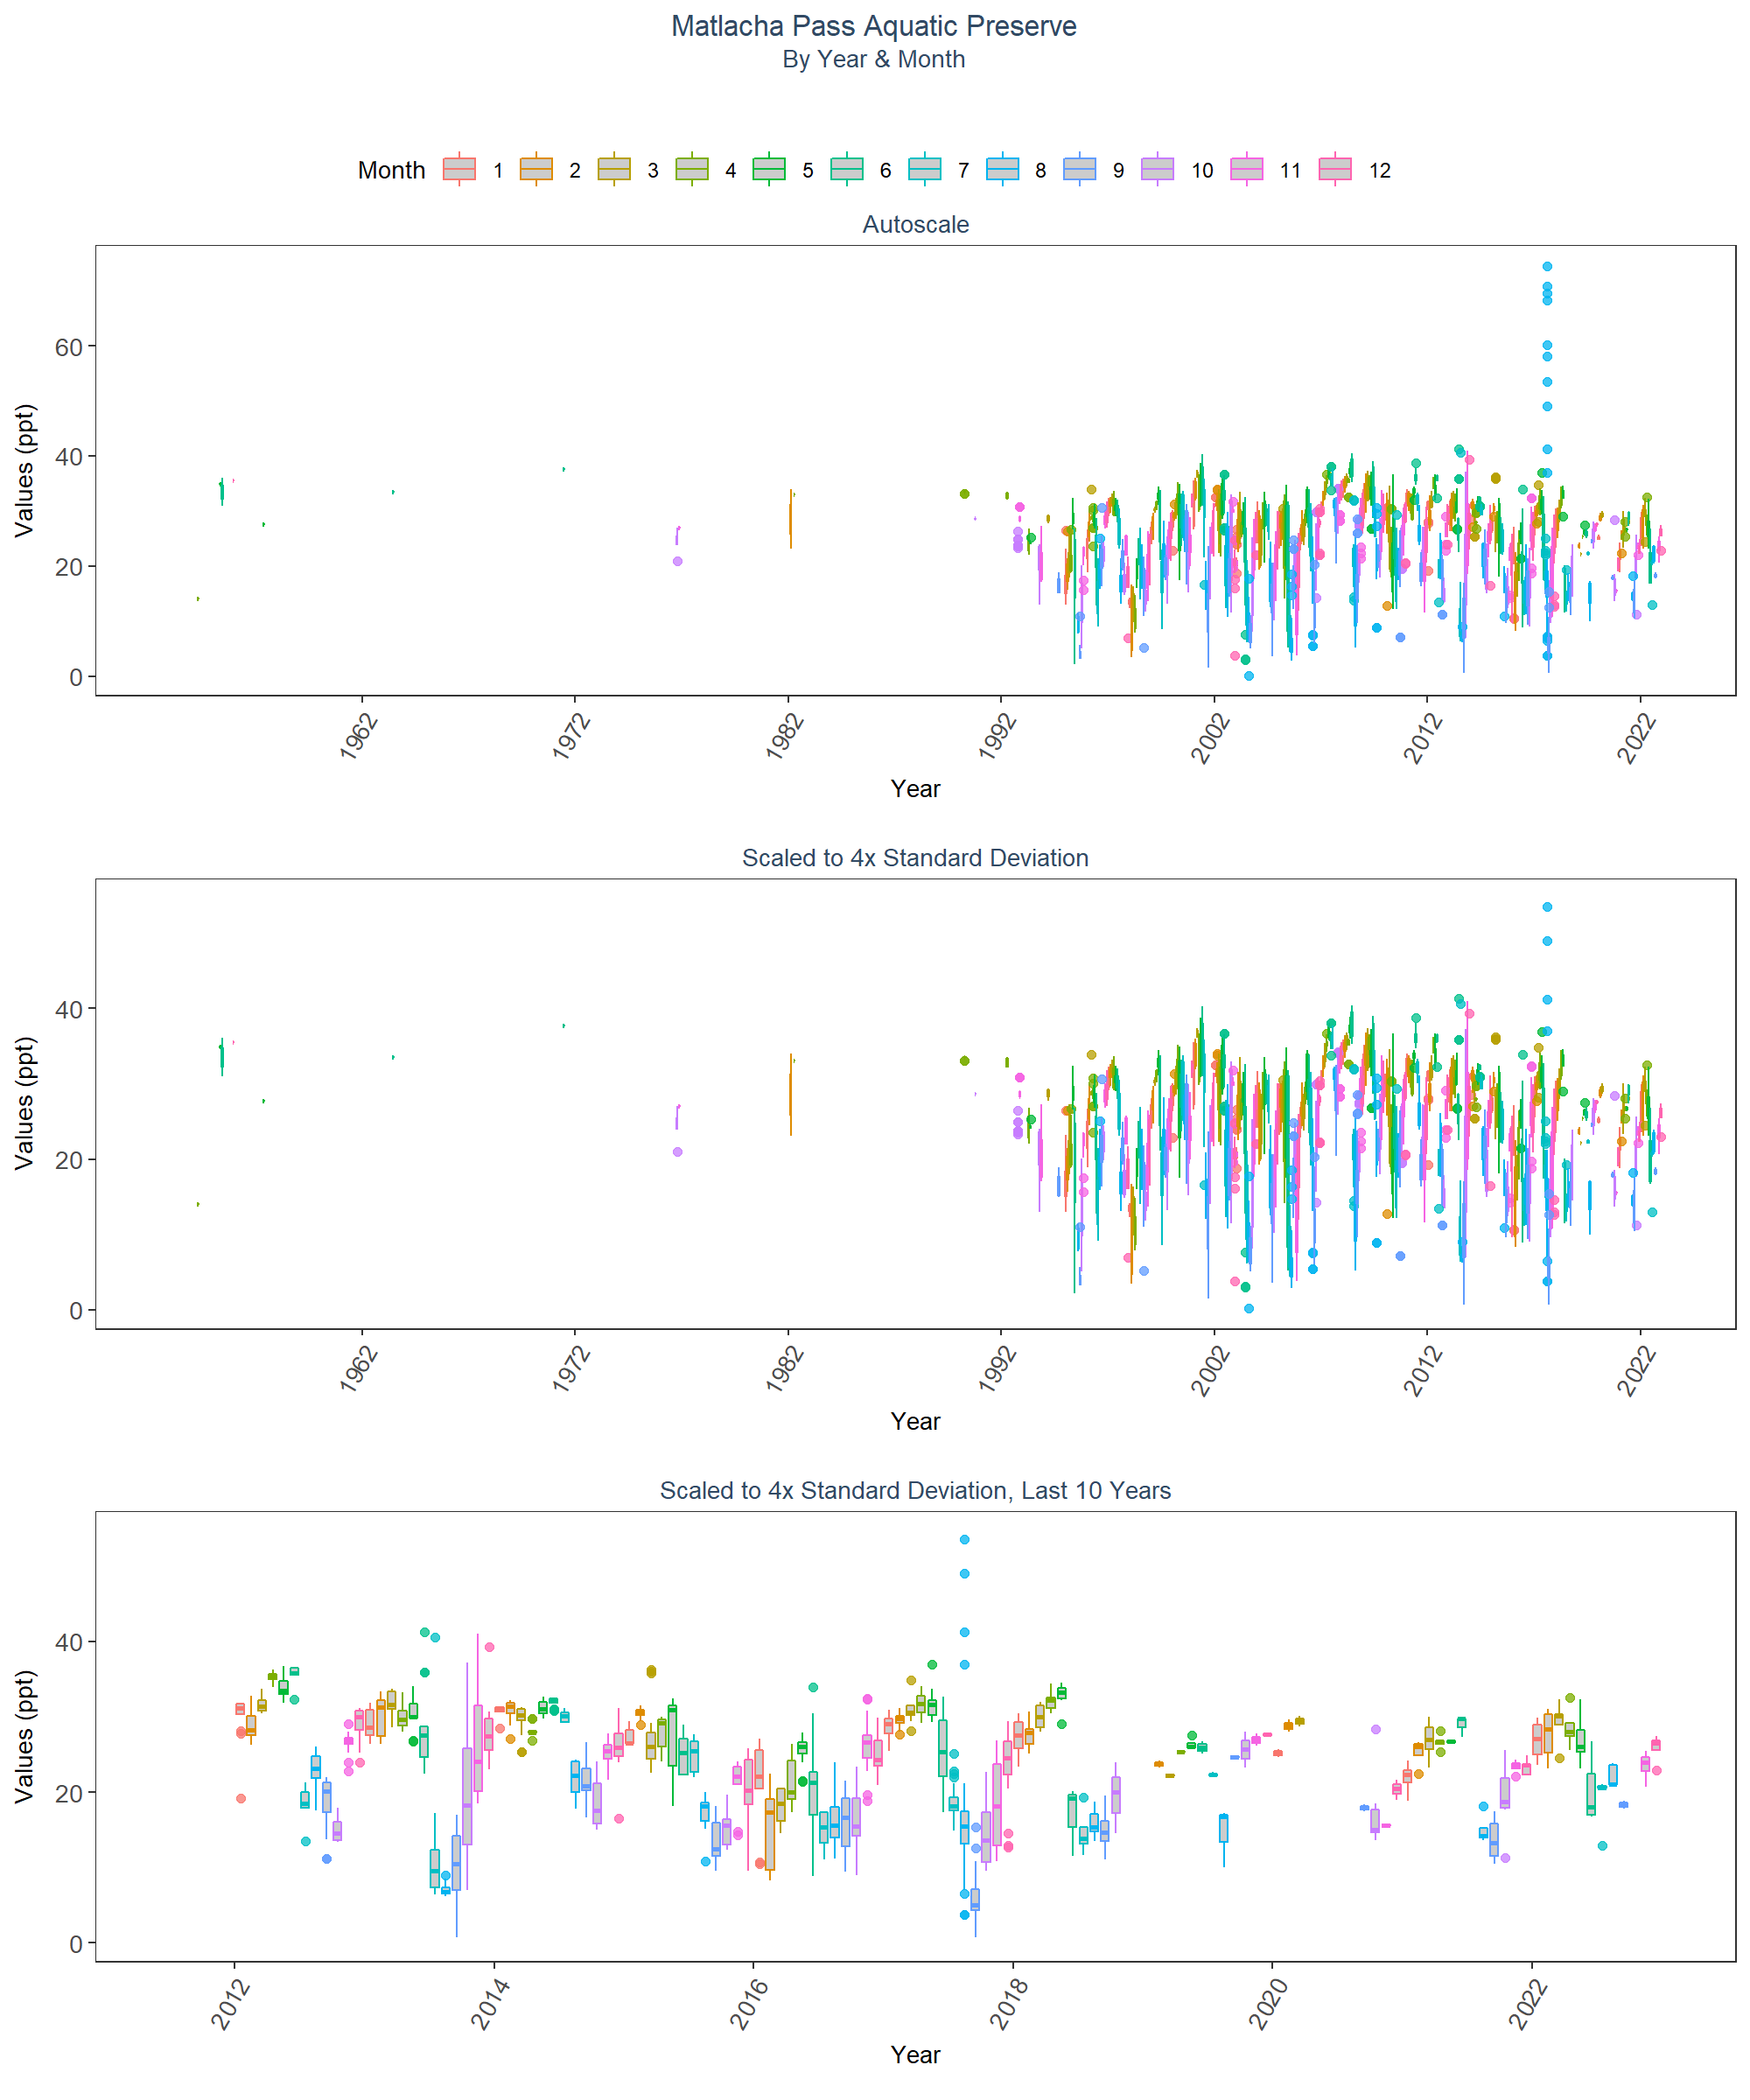 Matlacha Pass Aquatic Preserve
By Year & Month
Month 1 2 3 4 5 6 7 8 9 10 11 12
Autoscale
Values (ppt)
60
40
20
0
1962 1972 1982 1992 2002 2012 2022
Year
Scaled to 4x Standard Deviation
Values (ppt)
40
20
0
1962 1972 1982 1992 2002 2012 2022
Year
Scaled to 4x Standard Deviation, Last 10 Years
Values (ppt)
40
20
0
2012 2014 2016 2018 2020 2022
Year